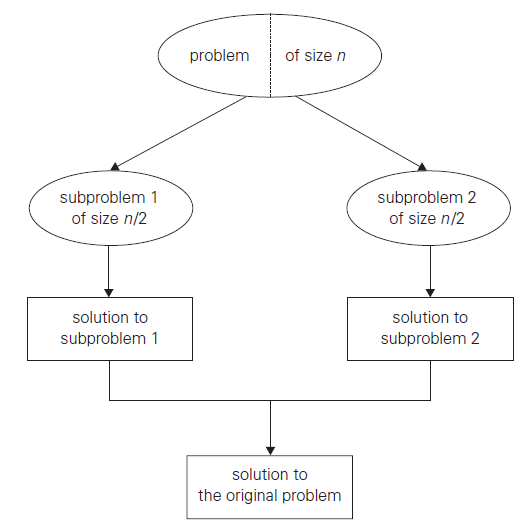 problem of size n
subproblem 1
of size n/2
subproblem 2
of size n/2
solution to
subproblem 1
solution to
subproblem 2
solution to
the original problem